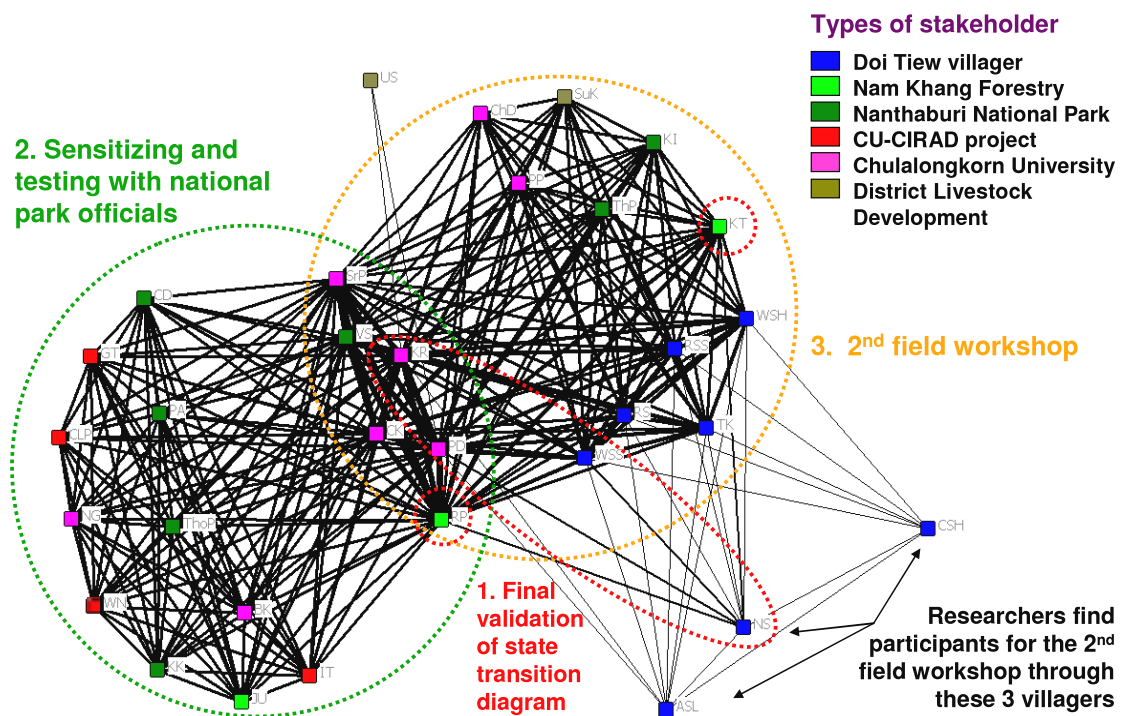 Types of stakeholder
Doi Tiew villager
Nam Khang Forestry
Nanthaburi National Park
CU-CIRAD project
Chulalongkorn University
District Livestock
Development
2. Sensitizing and
testing with national
park officials
3. 2nd field workshop
1. Final
validation
of state
transition
diagram
Researchers find
participants for the 2nd
field workshop through
these 3 villagers
US
ChD
SuK
KI
PP
ThP
KT
SrP
CD
WSH
VS
KR
RSS
GT
PA
RS
TK
CLP
CK
PD
WSS
NG
ThoP
RP
CSH
WN
BK
NS
KK
IT
JU
ASL